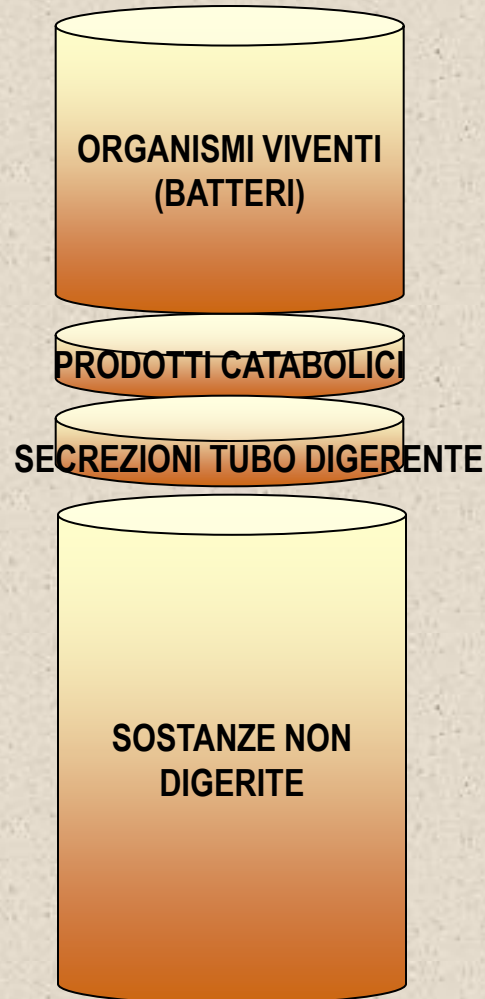 ORGANISMI VIVENTI
(BATTERI)
PRODOTTI CATABOLICI
SECREZIONI TUBO DIGERENTE
SOSTANZE NON
DIGERITE